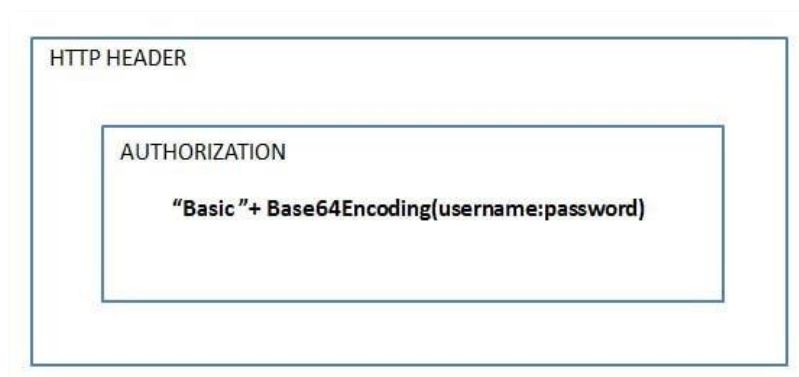 HTTP HEADER
AUTHORIZATION
“Basic ”+ Base64Encoding(username:password)